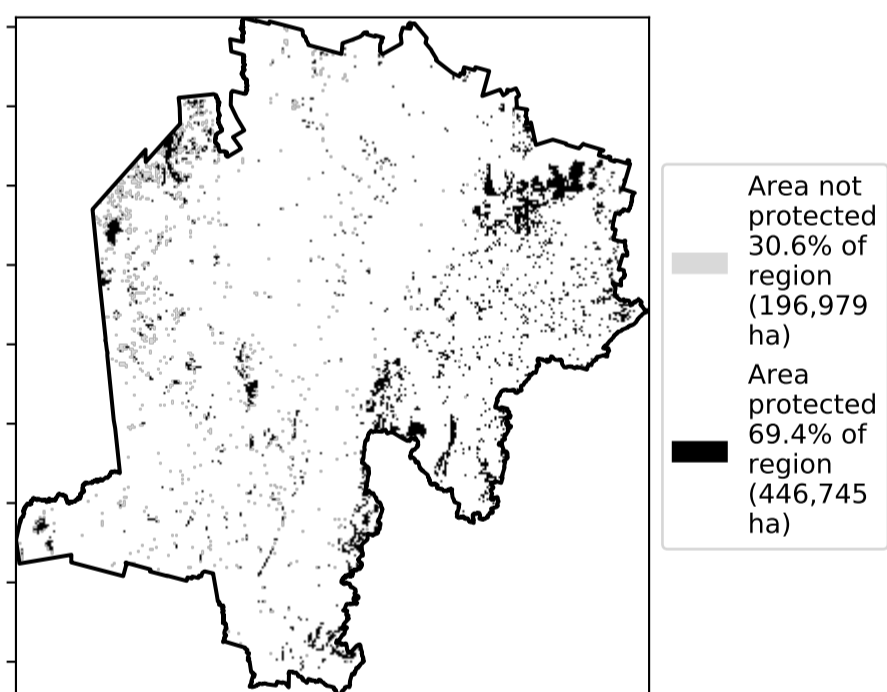 Area not
protected
30.6% of
region
(196,979
ha)
Area
protected
69.4% of
region
(446,745
ha)